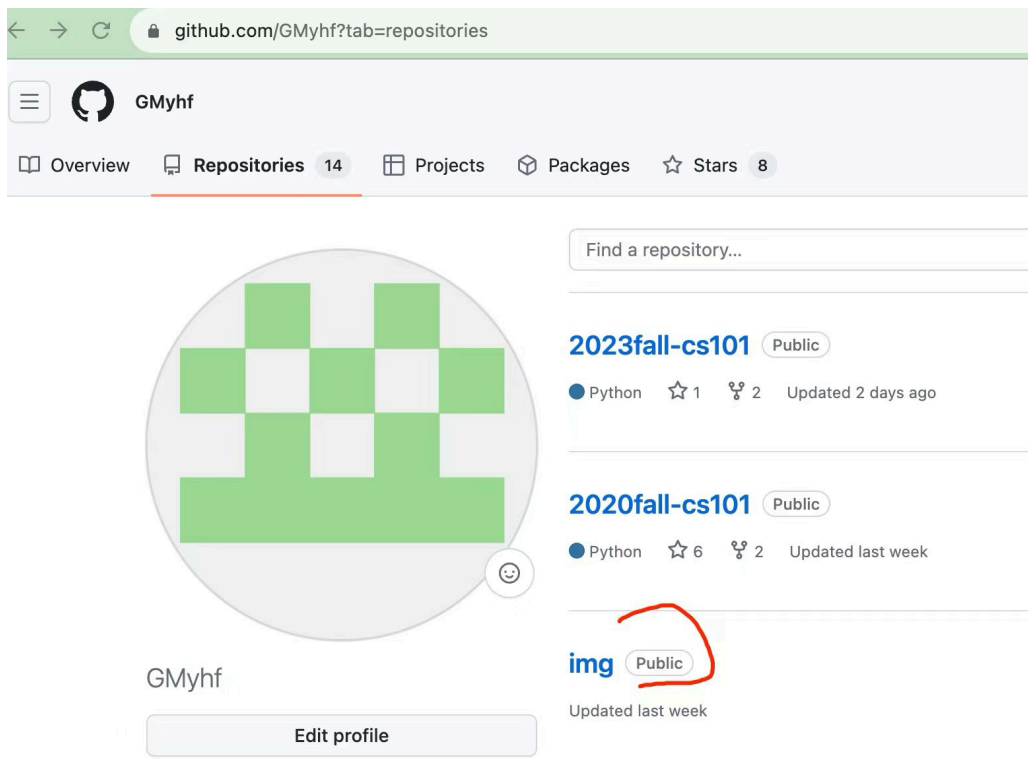 github.com/GMyhf?tab=repositories
GMyhf
Overview Repositories 14 Projects Packages Stars 8
Find a repository...
2023fall-cs101 Public
Python 1 2 Updated 2 days ago
2020fall-cs101 Public
Python 6 2 Updated last week
img Public
Updated last week
GMyhf
Edit profile